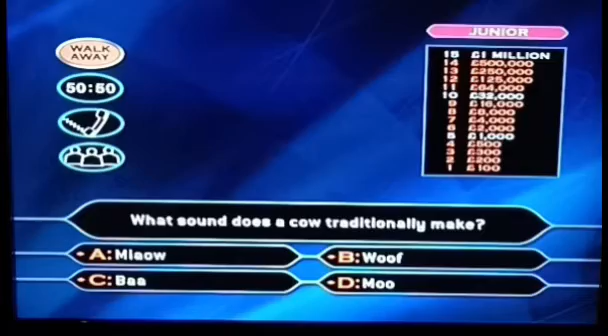 JUNIOR
WALK
AWAY
50:50
15 £1 MILLION
14 £500,000
13 £250,000
12 £125,000
11 £64,000
10 £32,000
9 £16,000
8 £8,000
7 £4,000
6 £2,000
5 £1,000
4 £500
3 £300
2 £200
1 £100
What sound does a cow traditionally make?
A: Miaow
B: Woof
C: Baa
D: Moo